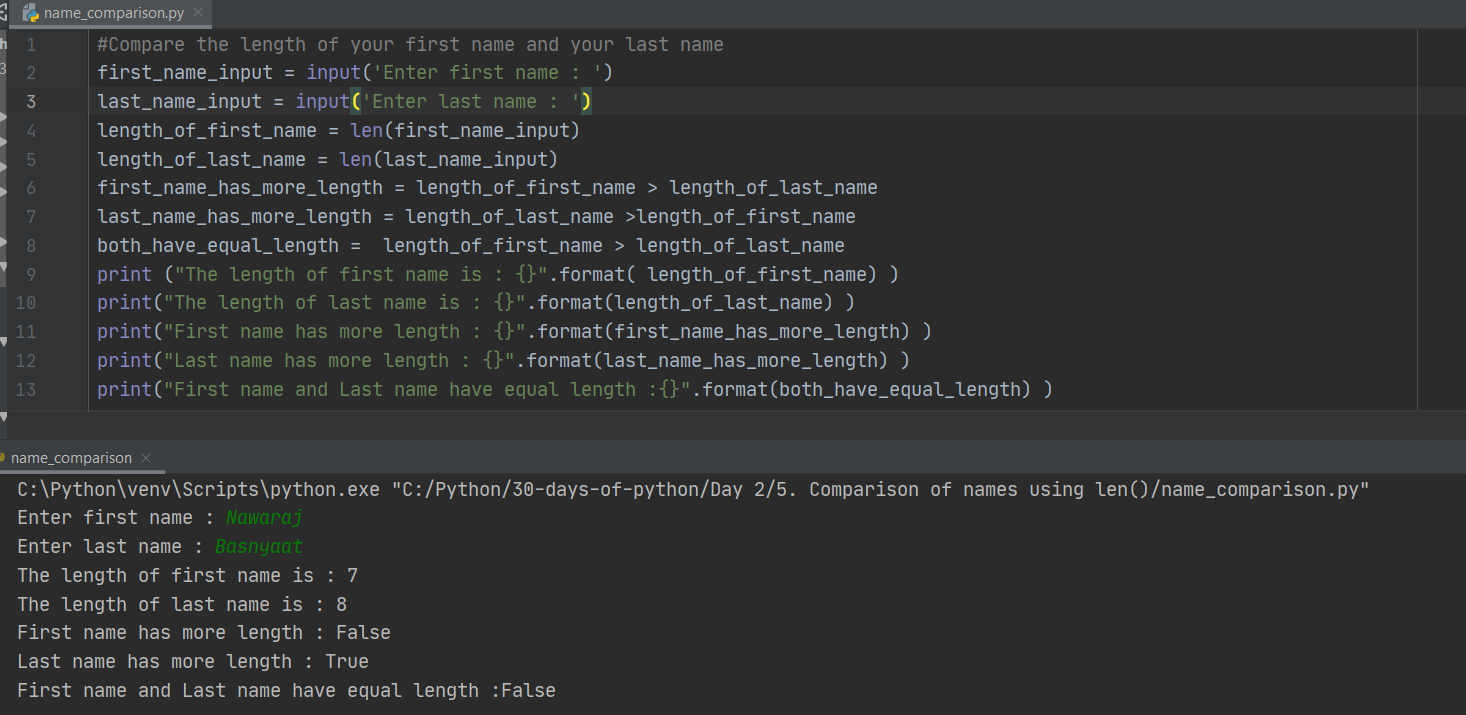 name_comparison.py
1 #Compare the length of your first name and your last name
2 first_name_input = input('Enter first name : ')
3 last_name_input = input('Enter last name : ')
4 length_of_first_name = len(first_name_input)
5 length_of_last_name = len(last_name_input)
6 first_name_has_more_length = length_of_first_name > length_of_last_name
7 last_name_has_more_length = length_of_last_name >length_of_first_name
8 both_have_equal_length =  length_of_first_name > length_of_last_name
9 print ("The length of first name is : {}".format( length_of_first_name) )
10 print("The length of last name is : {}".format(length_of_last_name) )
11 print("First name has more length : {}".format(first_name_has_more_length) )
12 print("Last name has more length : {}".format(last_name_has_more_length) )
13 print("First name and Last name have equal length :{}".format(both_have_equal_length) )
name_comparison
C:\Python\venv\Scripts\python.exe "C:/Python/30-days-of-python/Day 2/5. Comparison of names using len()/name_comparison.py"
Enter first name : Nawaraj
Enter last name : Basnyaat
The length of first name is : 7
The length of last name is : 8
First name has more length : False
Last name has more length : True
First name and Last name have equal length :False